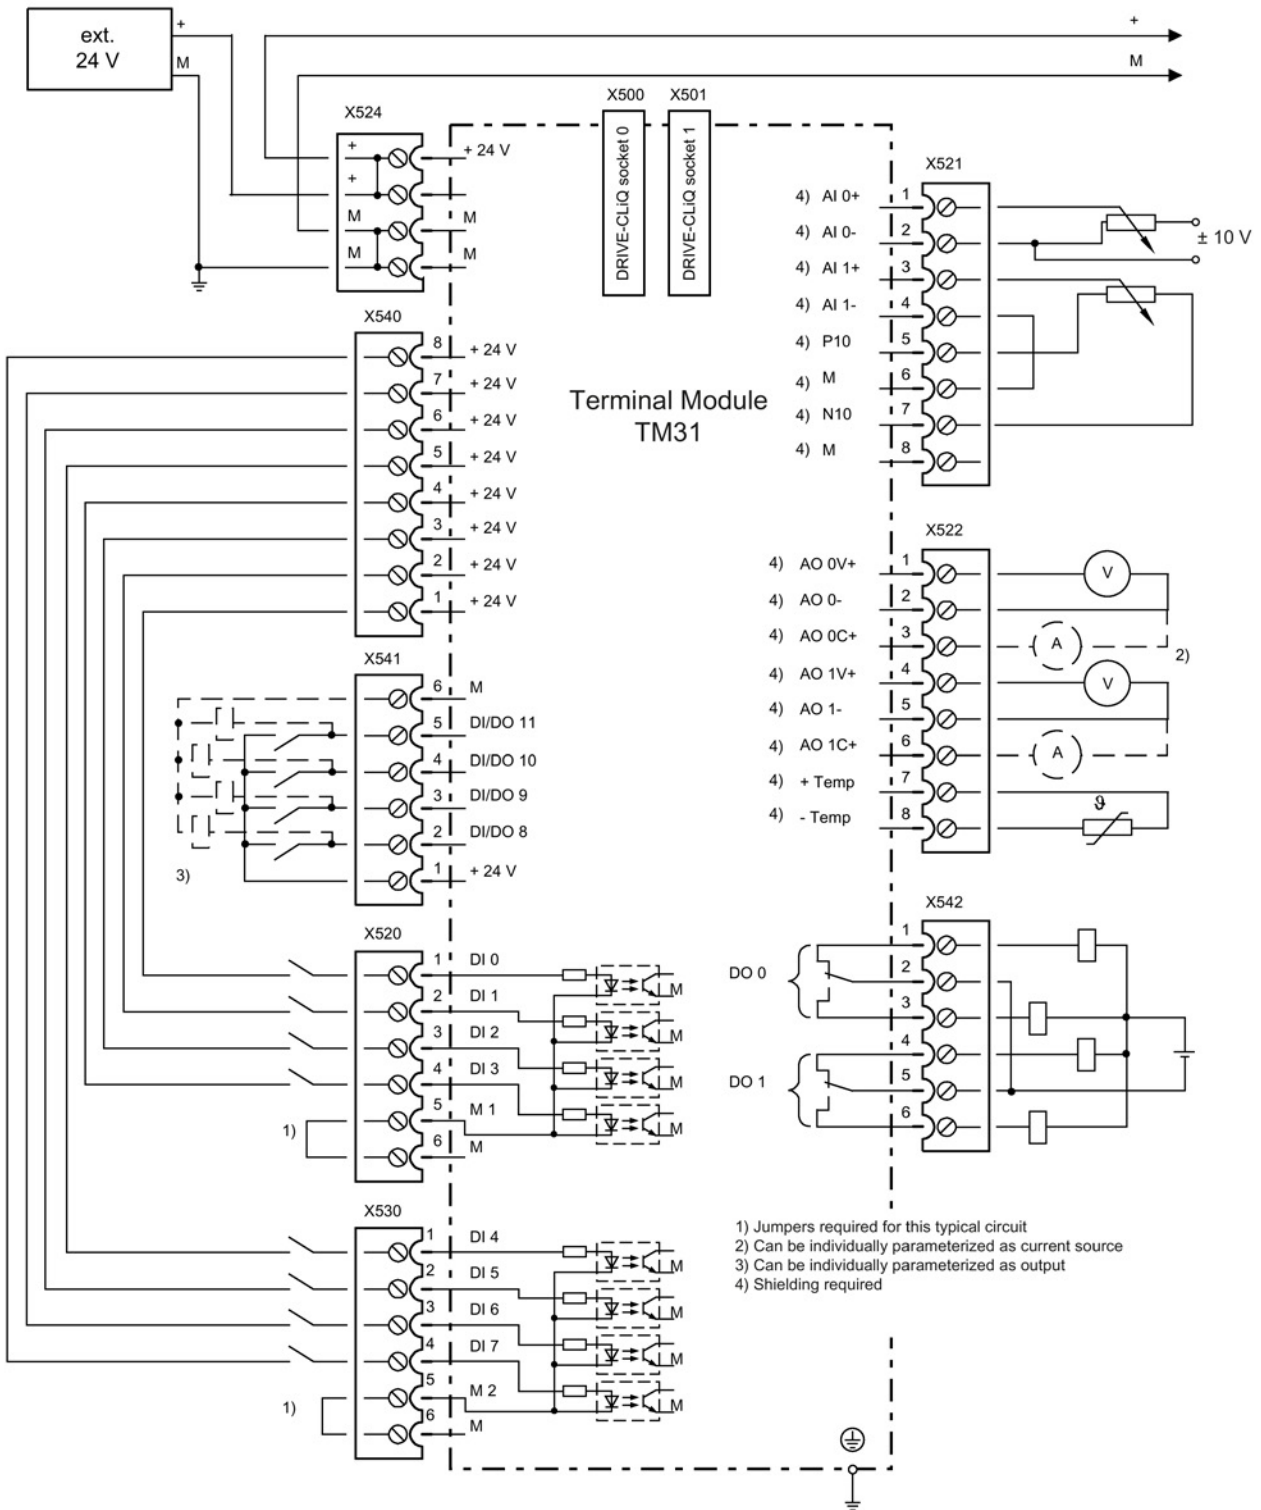 ext.
24 V
+
M
+
M
X524
+
+
M
M
+ 24 V
M
M
X500
X501
DRIVE-CLiQ socket 0
DRIVE-CLiQ socket 1
Terminal Module
TM31
X540
8 + 24 V
7 + 24 V
6 + 24 V
5 + 24 V
4 + 24 V
3 + 24 V
2 + 24 V
1 + 24 V
X541
6 M
5 DI/DO 11
4 DI/DO 10
3 DI/DO 9
2 DI/DO 8
1 + 24 V
3)
X520
1 DI 0
2 DI 1
3 DI 2
4 DI 3
5 M 1
6 M
1)
M
M
M
M
X530
1 DI 4
2 DI 5
3 DI 6
4 DI 7
5 M 2
6 M
1)
M
M
M
M
X521
4) AI 0+ 1
4) AI 0- 2
4) AI 1+ 3
4) AI 1- 4
4) P10 5
4) M 6
4) N10 7
4) M 8
± 10 V
X522
4) AO 0V+ 1
4) AO 0- 2
4) AO 0C+ 3
4) AO 1V+ 4
4) AO 1- 5
4) AO 1C+ 6
4) + Temp 7
4) - Temp 8
V
A
2)
V
A
ϑ
X542
DO 0
1
2
3
DO 1
4
5
6
1) Jumpers required for this typical circuit
2) Can be individually parameterized as current source
3) Can be individually parameterized as output
4) Shielding required